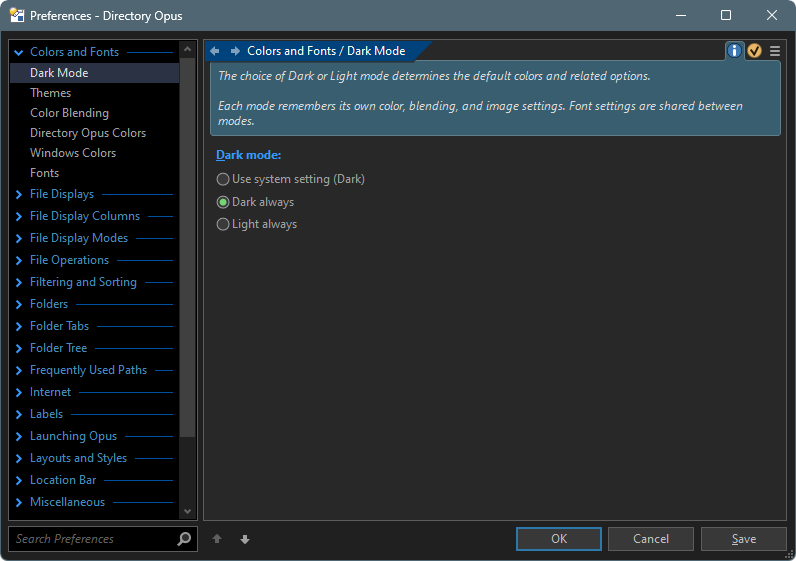 Preferences - Directory Opus
Colors and Fonts
Dark Mode
Themes
Color Blending
Directory Opus Colors
Windows Colors
Fonts
File Displays
File Display Columns
File Display Modes
File Operations
Filtering and Sorting
Folders
Folder Tabs
Folder Tree
Frequently Used Paths
Internet
Labels
Launching Opus
Layouts and Styles
Location Bar
Miscellaneous
Search Preferences
Colors and Fonts / Dark Mode
The choice of Dark or Light mode determines the default colors and related options.
Each mode remembers its own color, blending, and image settings. Font settings are shared between
modes.
Dark mode:
Use system setting (Dark)
Dark always
Light always
OK
Cancel
Save